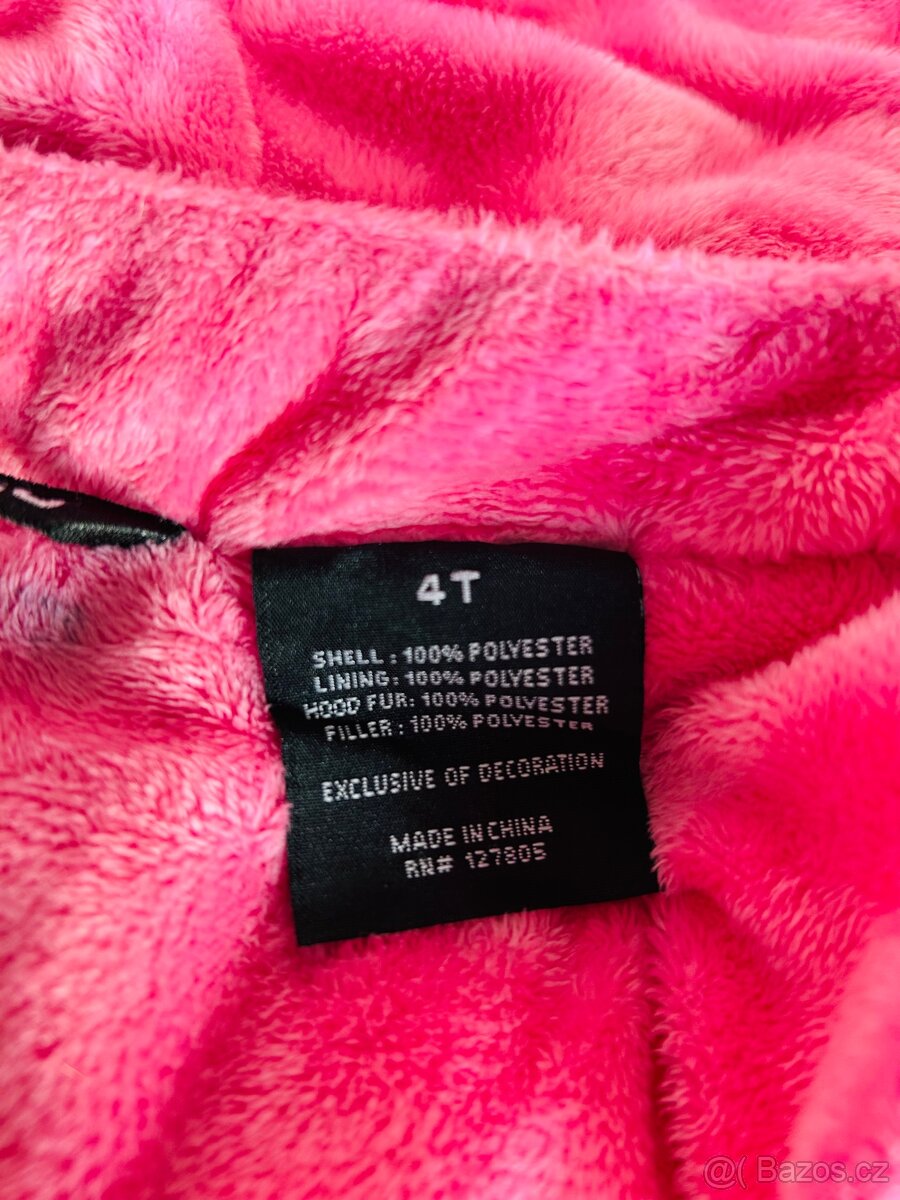 4T
SHELL : 100% POLYESTER
LINING: 100% POLYESTER
HOOD FUR: 100% POLYESTER
FILLER : 100% POLYESTER
EXCLUSIVE OF DECORATION
MADE IN CHINA
RN# 127805
@( Bazos.cz